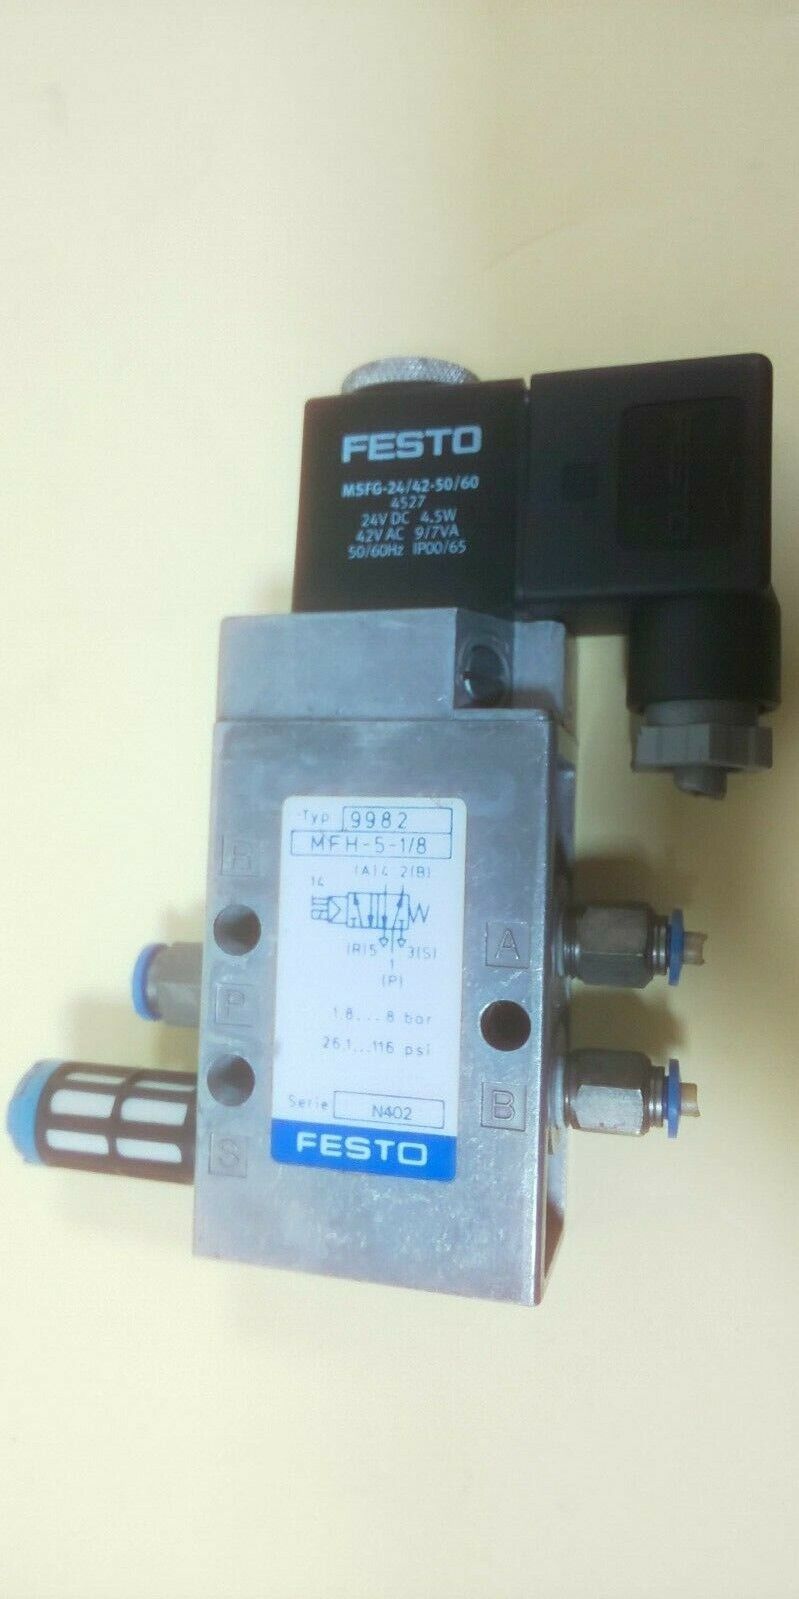 FESTO
MSFG-24/42-50/60
4527
24V DC 4,5W
42V AC 9/7VA
50/60Hz IP00/65
Typ 9982
MFH-5-1/8
(A)4 2(B)
14
(R)5 3(S)
1
(P)
1.8...8 bar
26.1...116 psi
Serie N402
FESTO
R
P
S
A
B